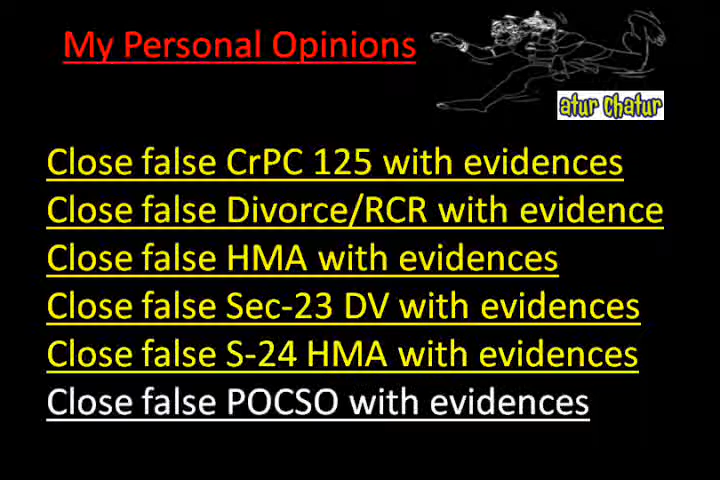 My Personal Opinions
atur Chatur
Close false CrPC 125 with evidences
Close false Divorce/RCR with evidence
Close false HMA with evidences
Close false Sec-23 DV with evidences
Close false S-24 HMA with evidences
Close false POCSO with evidences